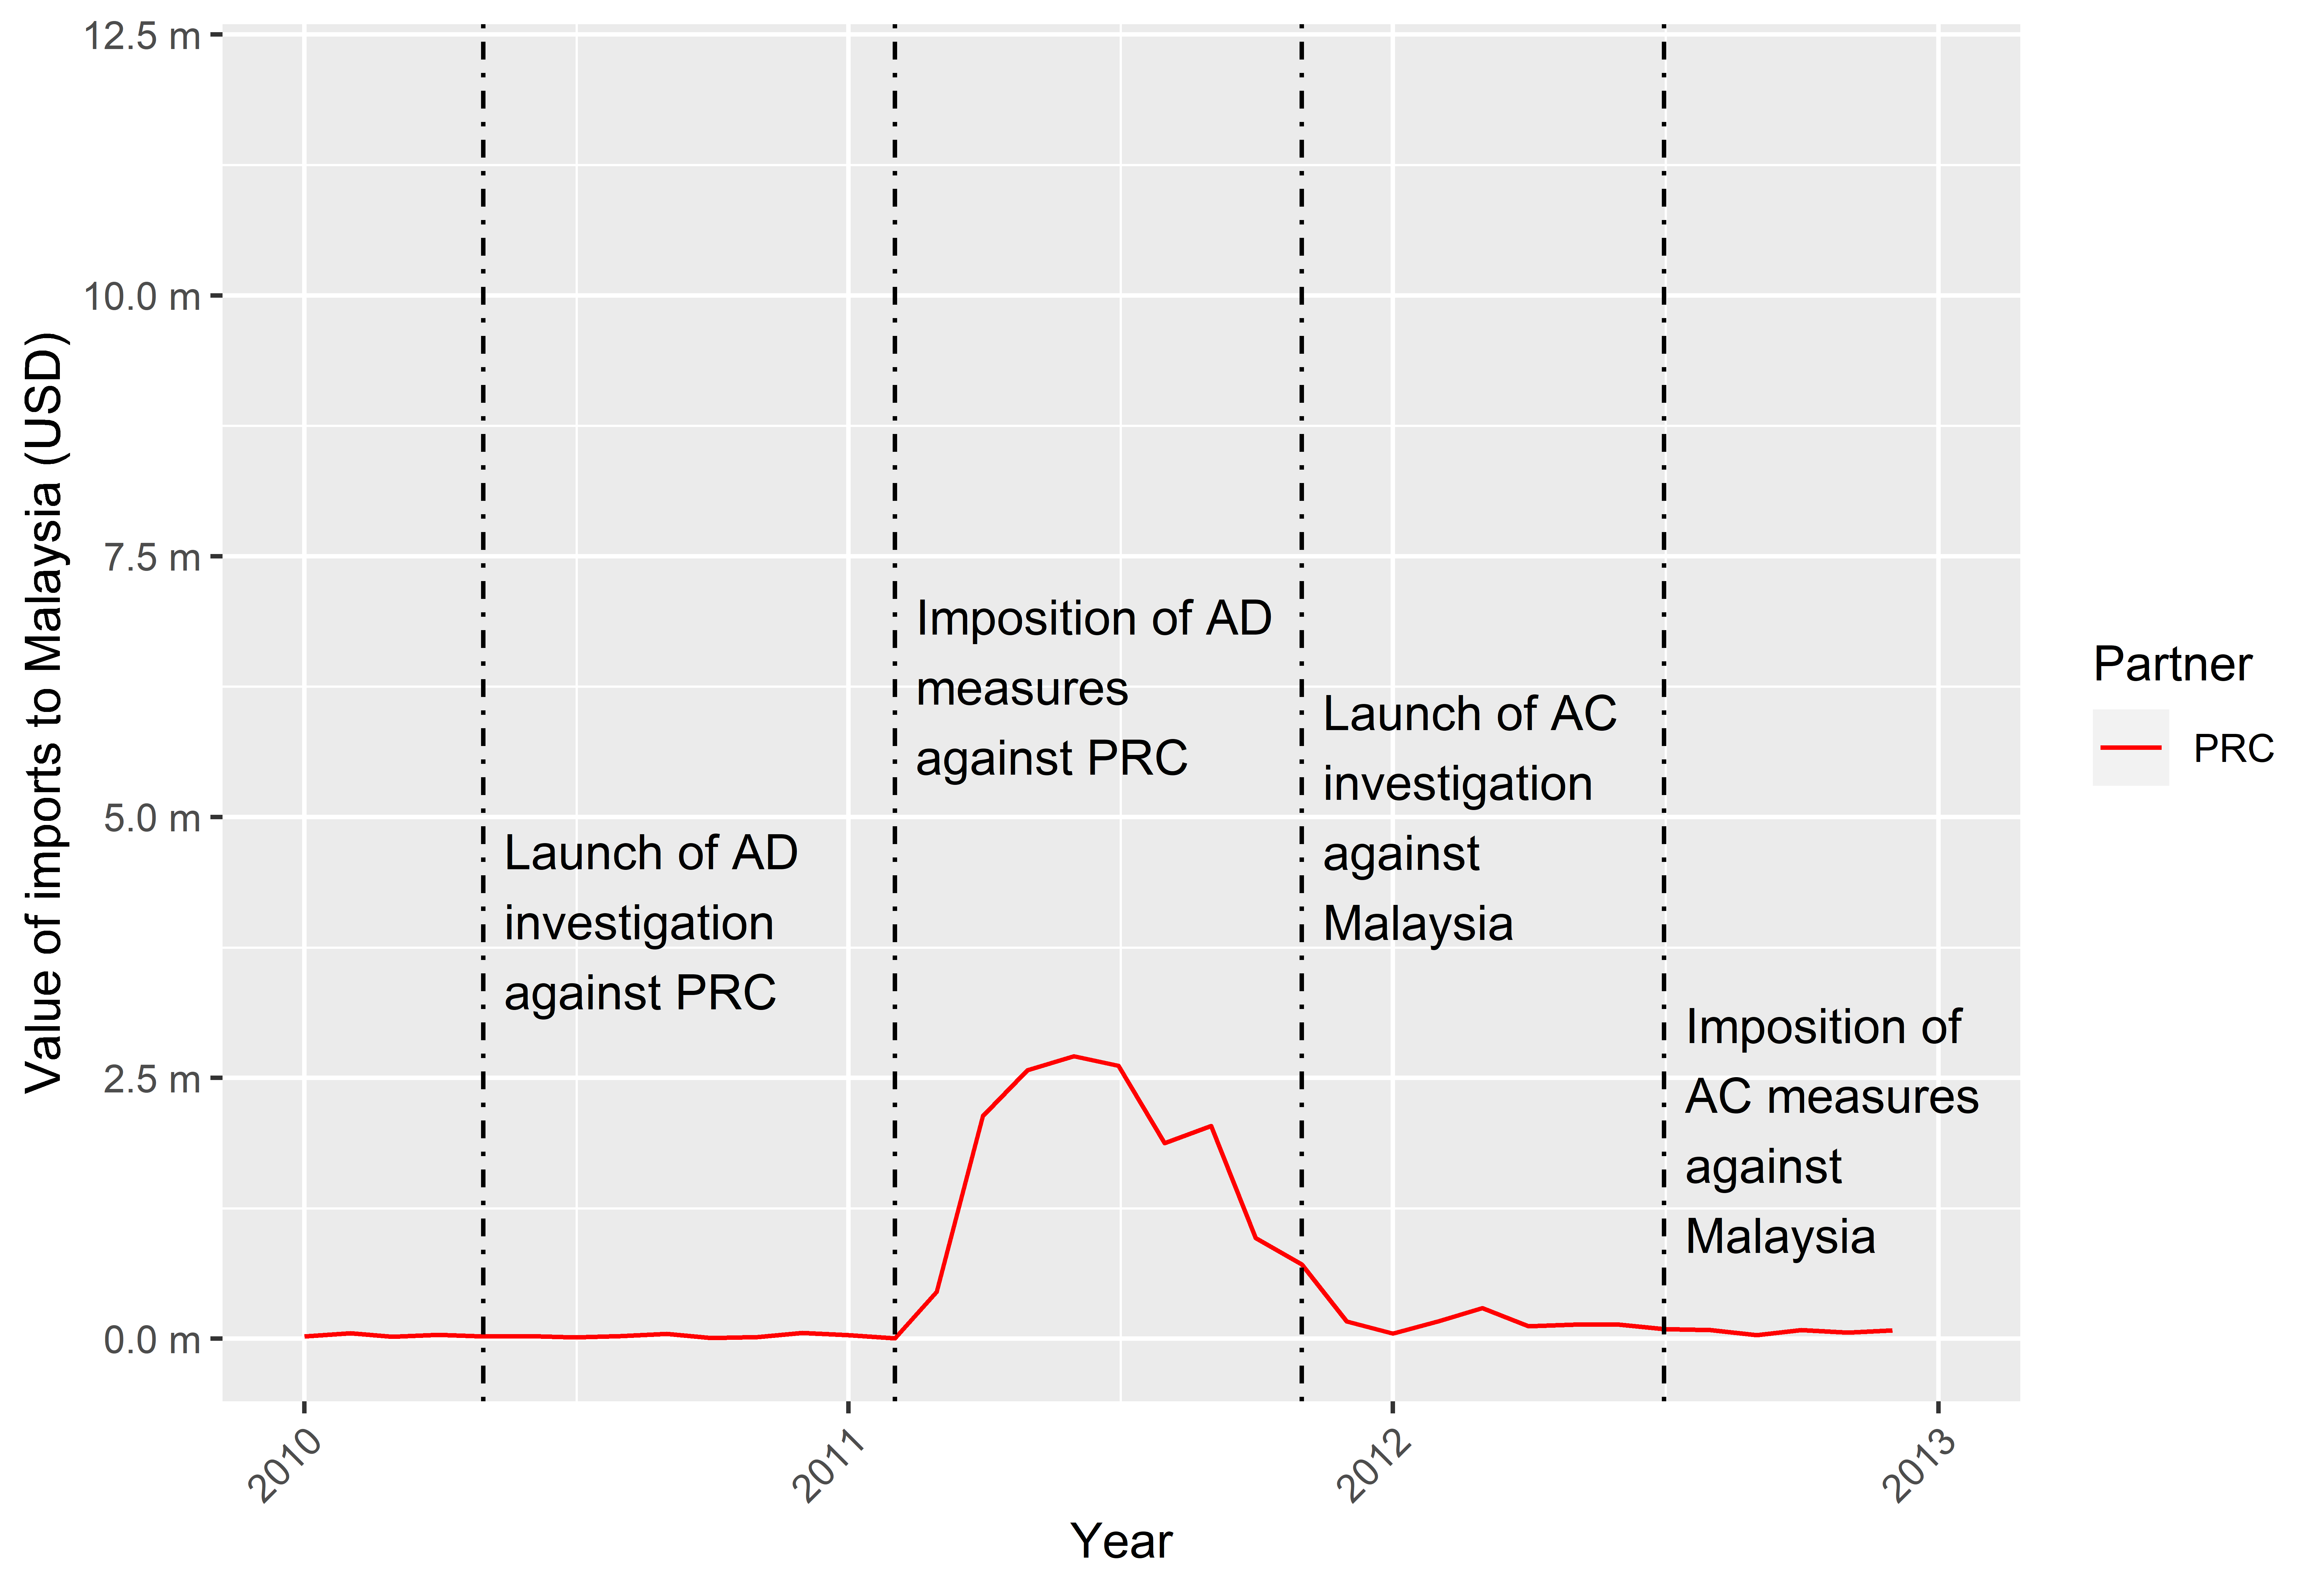 12.5 m
10.0 m
7.5 m
5.0 m
2.5 m
0.0 m
Value of imports to Malaysia (USD)
Launch of AD
investigation
against PRC
Imposition of AD
measures
against PRC
Launch of AC
investigation
against
Malaysia
Imposition of
AC measures
against
Malaysia
2010
2011
2012
2013
Year
Partner
PRC